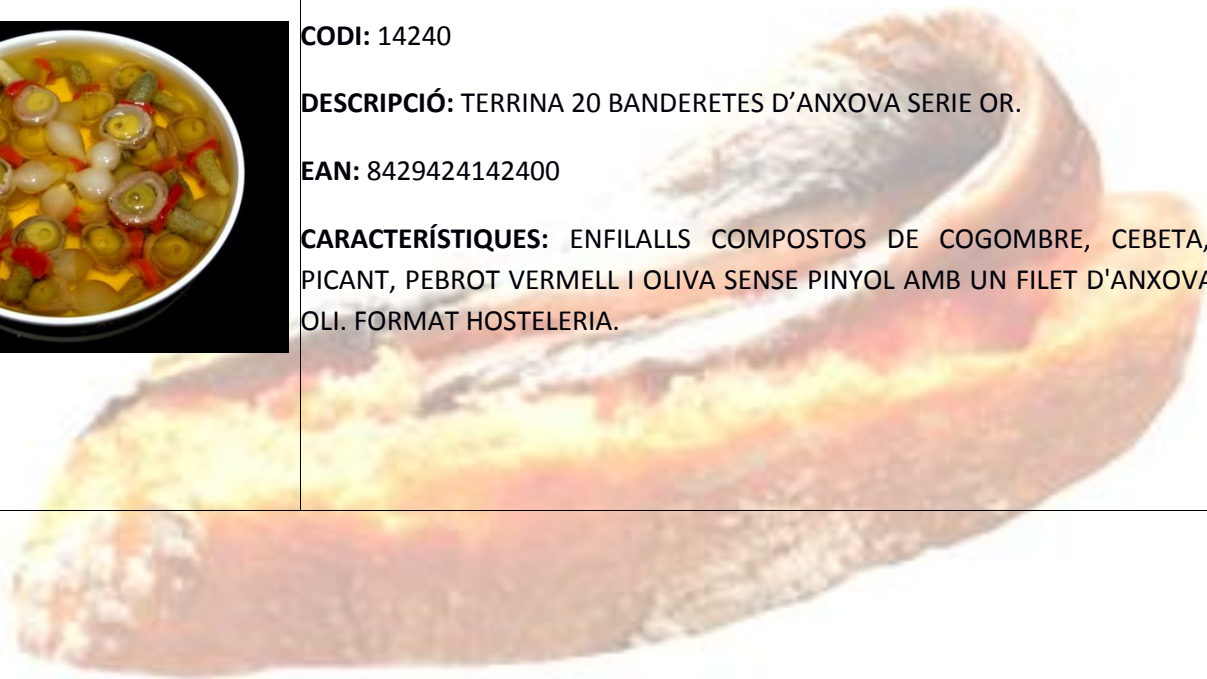 CODI: 14240
DESCRIPCIÓ: TERRINA 20 BANDERETES D’ANXOVA SERIE OR.
EAN: 8429424142400
CARACTERÍSTIQUES: ENFILALLS COMPOSTOS DE COGOMBRE, CEBETA,
PICANT, PEBROT VERMELL I OLIVA SENSE PINYOL AMB UN FILET D'ANXOVA
OLI. FORMAT HOSTELERIA.